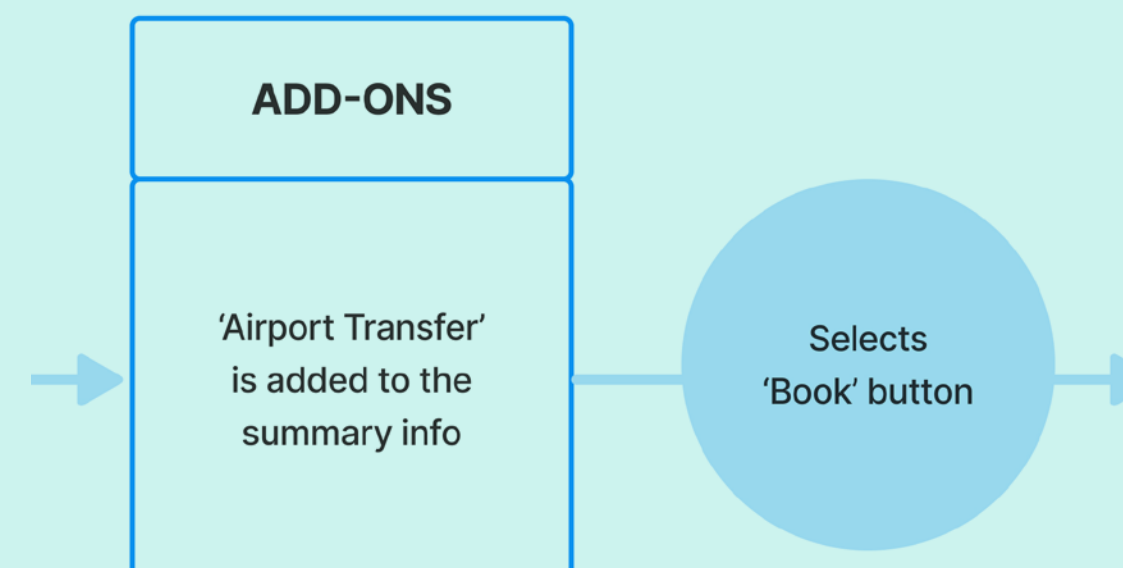 ADD-ONS
‘Airport Transfer’
is added to the
summary info
Selects
‘Book’ button